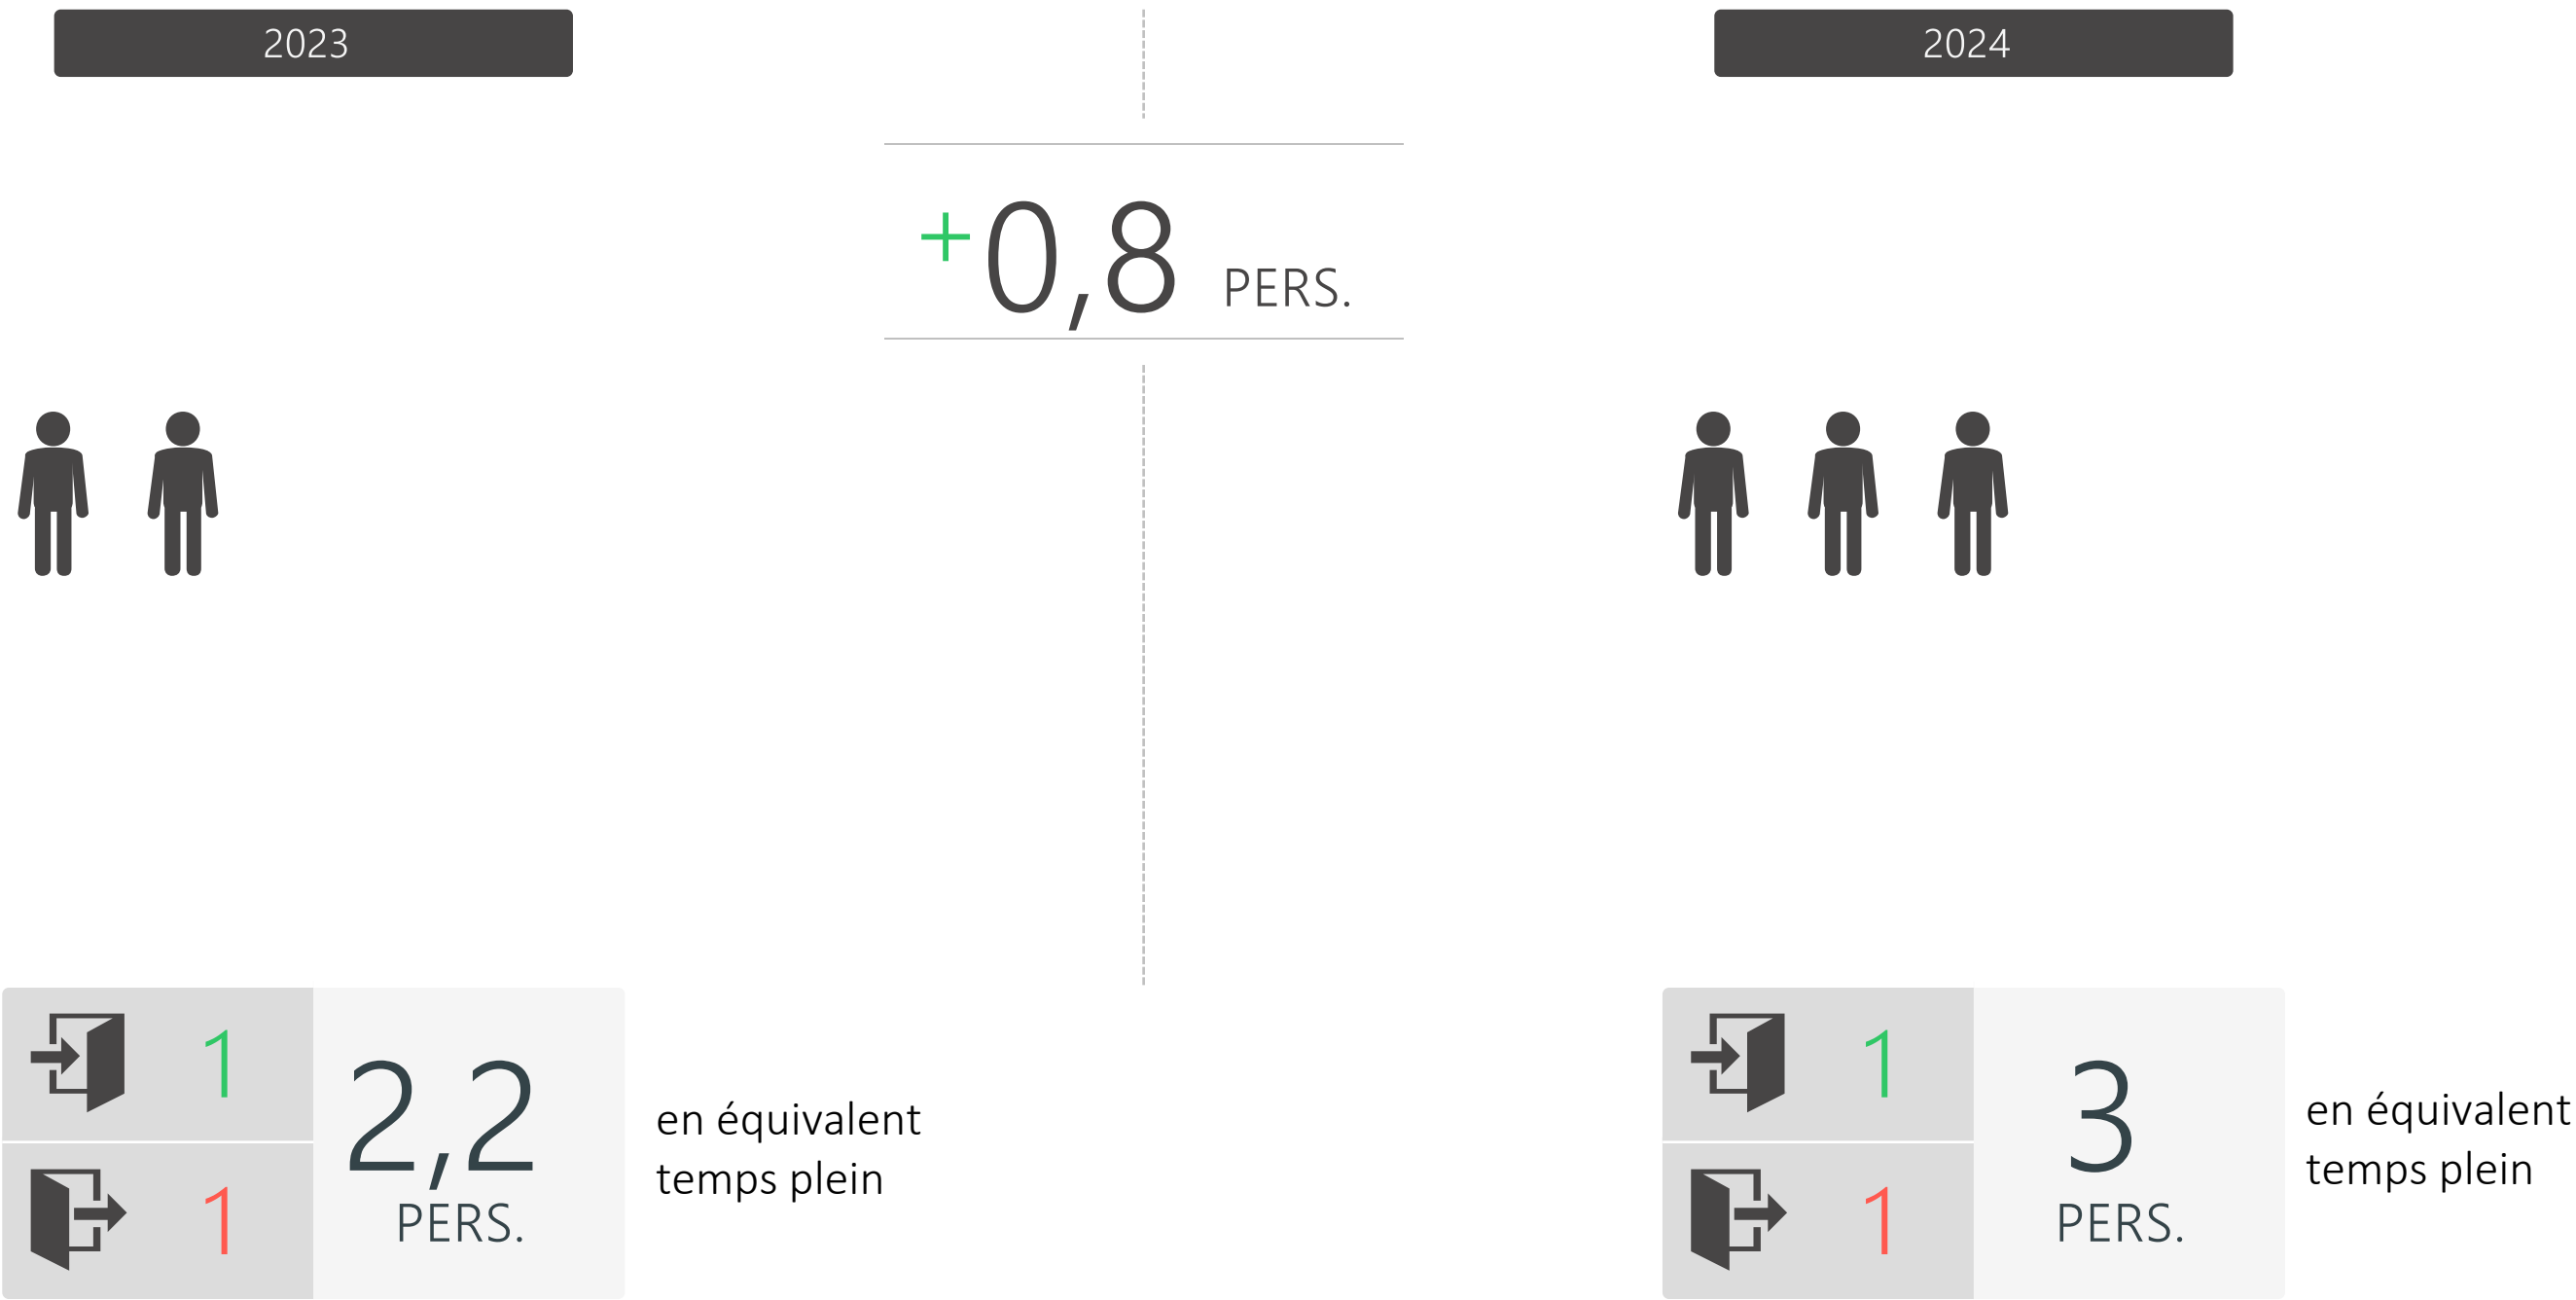 2023
2024
+0,8 PERS.
1
1
2,2
PERS.
en équivalent
temps plein
1
1
3
PERS.
en équivalent
temps plein